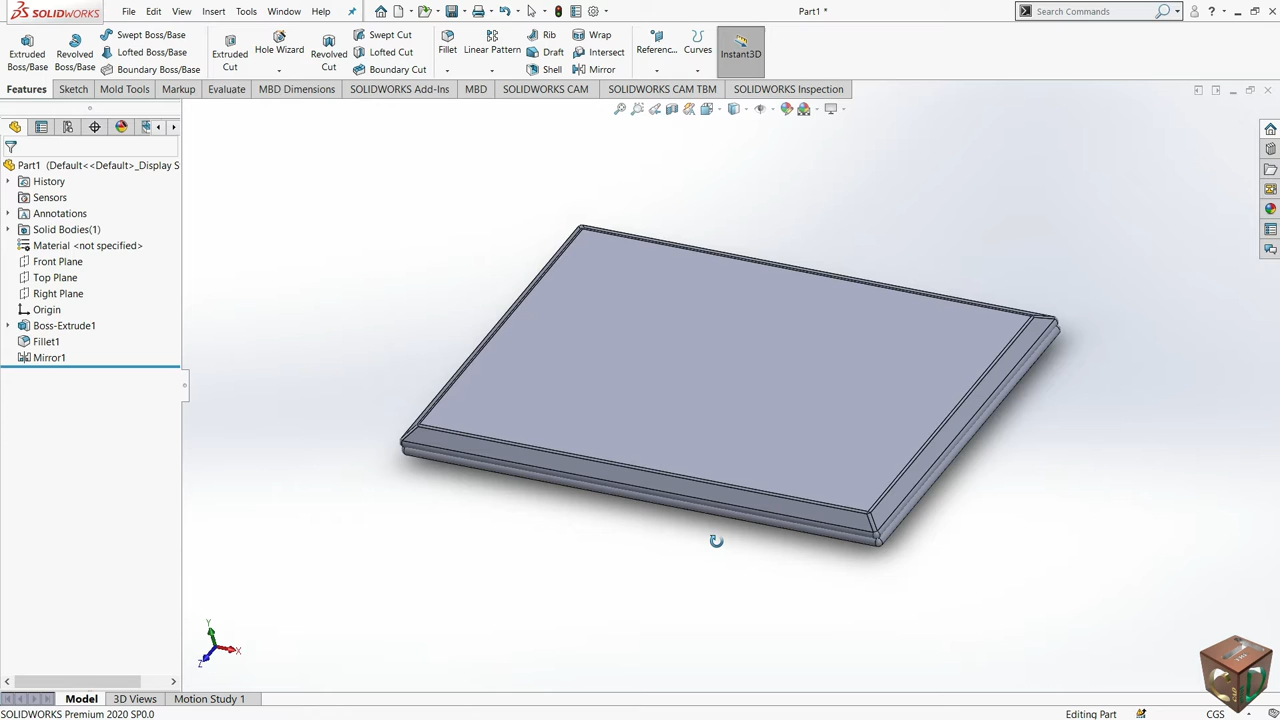 SOLIDWORKS
File Edit View Insert Tools Window Help
Part1 *
Search Commands
Extruded Boss/Base
Revolved Boss/Base
Swept Boss/Base
Lofted Boss/Base
Boundary Boss/Base
Extruded Cut
Hole Wizard
Revolved Cut
Swept Cut
Lofted Cut
Boundary Cut
Fillet
Linear Pattern
Rib
Draft
Shell
Wrap
Intersect
Mirror
Referenc...
Curves
Instant3D
Features Sketch Mold Tools Markup Evaluate MBD Dimensions SOLIDWORKS Add-Ins MBD SOLIDWORKS CAM SOLIDWORKS CAM TBM SOLIDWORKS Inspection
Part1 (Default<<Default>_Display S
History
Sensors
Annotations
Solid Bodies(1)
Material <not specified>
Front Plane
Top Plane
Right Plane
Origin
Boss-Extrude1
Fillet1
Mirror1
Y
X
Z
Model 3D Views Motion Study 1
SOLIDWORKS Premium 2020 SP0.0
Editing Part
CGS